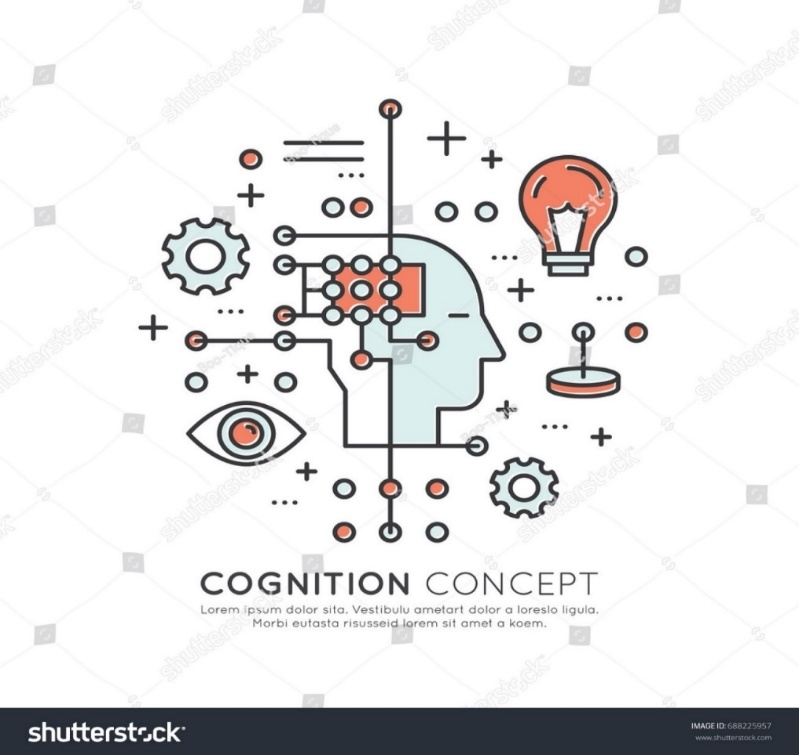 COGNITION CONCEPT
Lorem ipsum dolor sita. Vestibulu ametart dolor a loreslo ligula.
Morbi eutasta risusseid lorem sit amet a koem.
shutterstock
IMAGE ID: 688225957
www.shutterstock.com